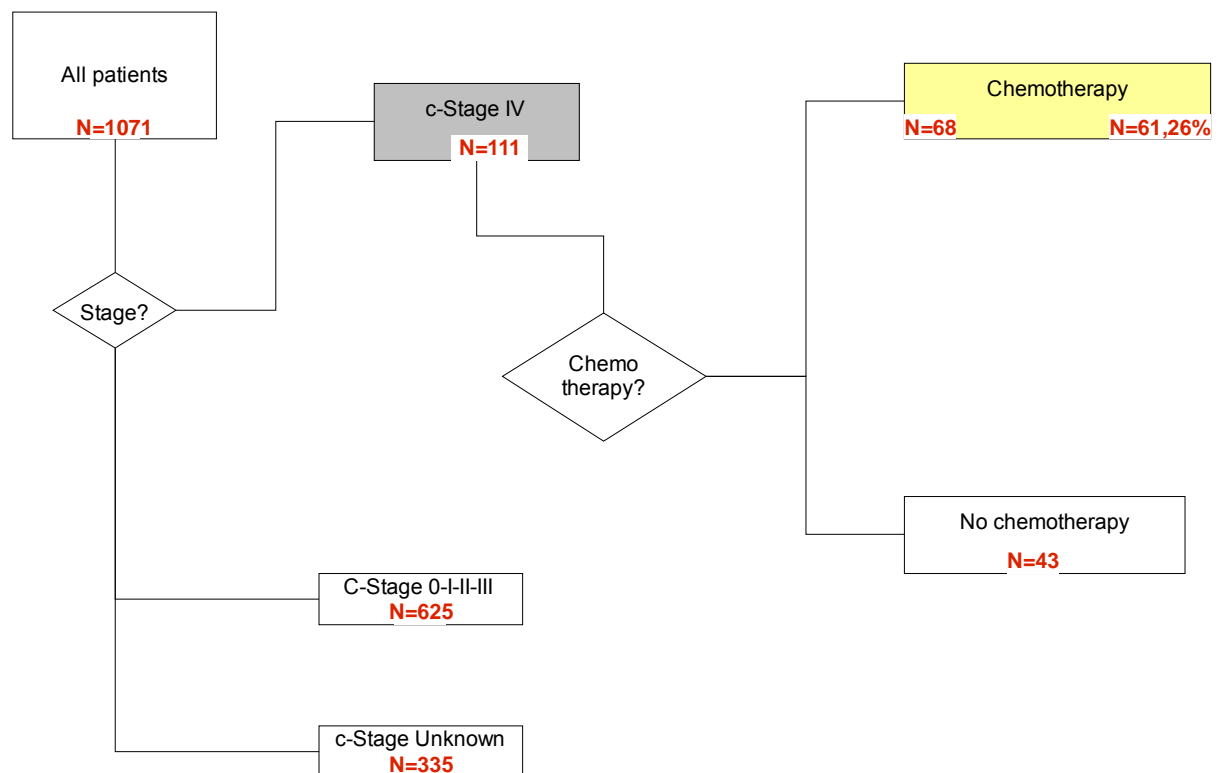 All patients
N=1071
c-Stage IV
N=111
Chemotherapy
N=68 N=61,26%
Stage?
Chemo
therapy?
No chemotherapy
N=43
C-Stage 0-I-II-III
N=625
c-Stage Unknown
N=335